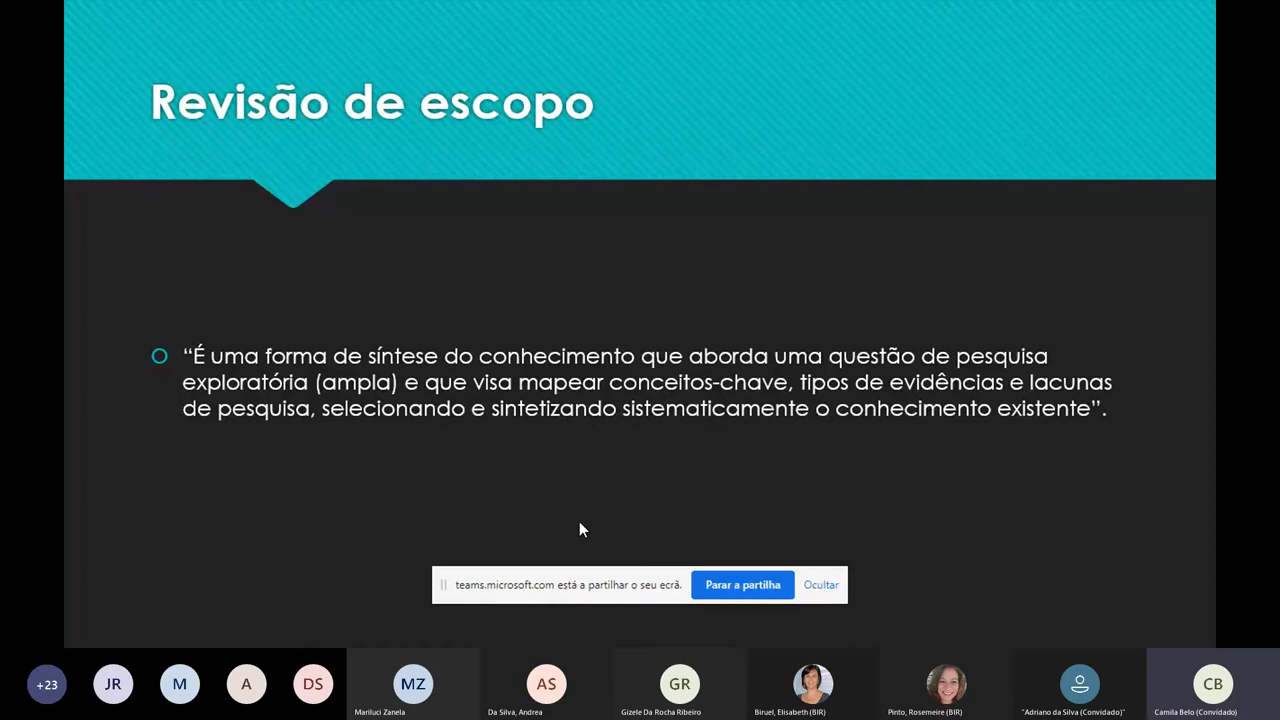 Revisão de escopo
“É uma forma de síntese do conhecimento que aborda uma questão de pesquisa
exploratória (ampla) e que visa mapear conceitos-chave, tipos de evidências e lacunas
de pesquisa, selecionando e sintetizando sistematicamente o conhecimento existente”.
teams.microsoft.com está a partilhar o seu ecrã. Parar a partilha Ocultar
+23 JR M A DS MZ AS GR CB
Mariluci Zanela Da Silva, Andrea Gizele Da Rocha Ribeiro Biruel, Elisabeth (BIR) Pinto, Rosemeire (BIR) "Adriano da Silva (Convidado)" Camila Belo (Convidado)